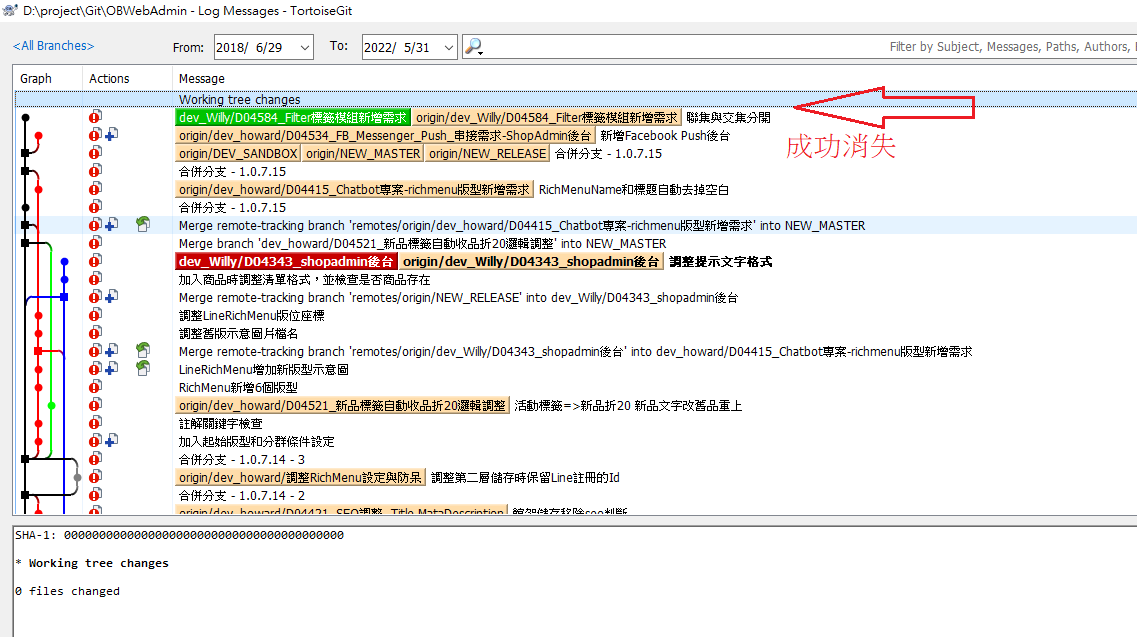 D:\project\Git\OBWebAdmin - Log Messages - TortoiseGit
<All Branches> From: 2018/ 6/29 To: 2022/ 5/31 Filter by Subject, Messages, Paths, Authors,
Graph Actions Message
Working tree changes
dev_Willy/D04584_Filter標籤模組新增需求 origin/dev_Willy/D04584_Filter標籤模組新增需求 聯集與交集分開
origin/dev_howard/D04534_FB_Messenger_Push_串接需求-ShopAdmin後台 新增Facebook Push後台
成功消失
origin/DEV_SANDBOX origin/NEW_MASTER origin/NEW_RELEASE 合併分支 - 1.0.7.15
合併分支 - 1.0.7.15
origin/dev_howard/D04415_Chatbot專案-richmenu版型新增需求 RichMenuName和標題自動去掉空白
合併分支 - 1.0.7.15
Merge remote-tracking branch 'remotes/origin/dev_howard/D04415_Chatbot專案-richmenu版型新增需求' into NEW_MASTER
Merge branch 'dev_howard/D04521_新品標籤自動收品折20邏輯調整' into NEW_MASTER
dev_Willy/D04343_shopadmin後台 origin/dev_Willy/D04343_shopadmin後台 調整提示文字格式
加入商品時調整清單格式，並檢查是否商品存在
Merge remote-tracking branch 'remotes/origin/NEW_RELEASE' into dev_Willy/D04343_shopadmin後台
調整LineRichMenu版位座標
調整舊版示意圖片檔名
Merge remote-tracking branch 'remotes/origin/dev_Willy/D04343_shopadmin後台' into dev_howard/D04415_Chatbot專案-richmenu版型新增需求
LineRichMenu增加新版型示意圖
RichMenu新增6個版型
origin/dev_howard/D04521_新品標籤自動收品折20邏輯調整 活動標籤=>新品折20 新品文字改舊品重上
註解關鍵字檢查
加入起始版型和分群條件設定
合併分支 - 1.0.7.14 - 3
origin/dev_howard/調整RichMenu設定與防呆 調整第二層儲存時保留Line註冊的Id
合併分支 - 1.0.7.14 - 2
origin/dev_howard/D04421_SEO調整_Title MataDescription 館架儲存移除seo判斷
SHA-1: 0000000000000000000000000000000000000000
* Working tree changes
0 files changed